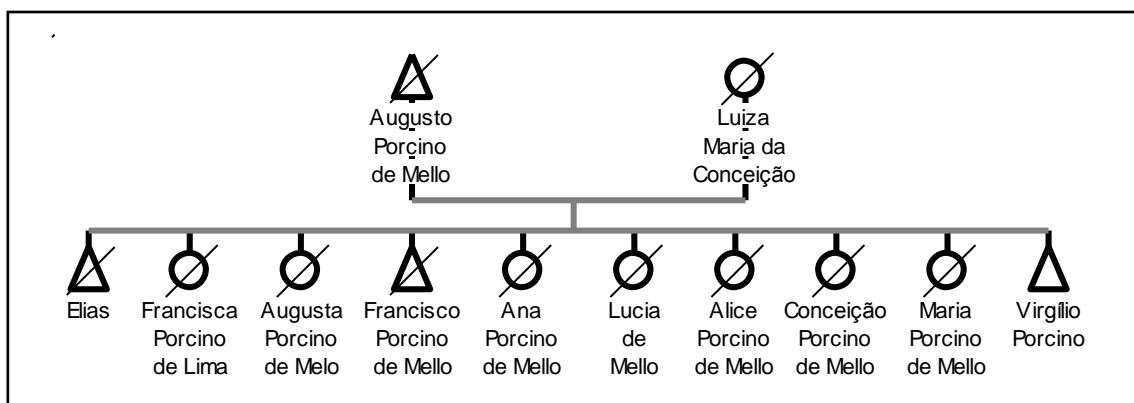 Augusto
Porcino
de Mello
Luiza
Maria da
Conceição
Elias
Francisca
Porcino
de Lima
Augusta
Porcino
de Melo
Francisco
Porcino
de Mello
Ana
Porcino
de Mello
Lucia
de
Mello
Alice
Porcino
de Mello
Conceição
Porcino
de Mello
Maria
Porcino
de Mello
Virgílio
Porcino